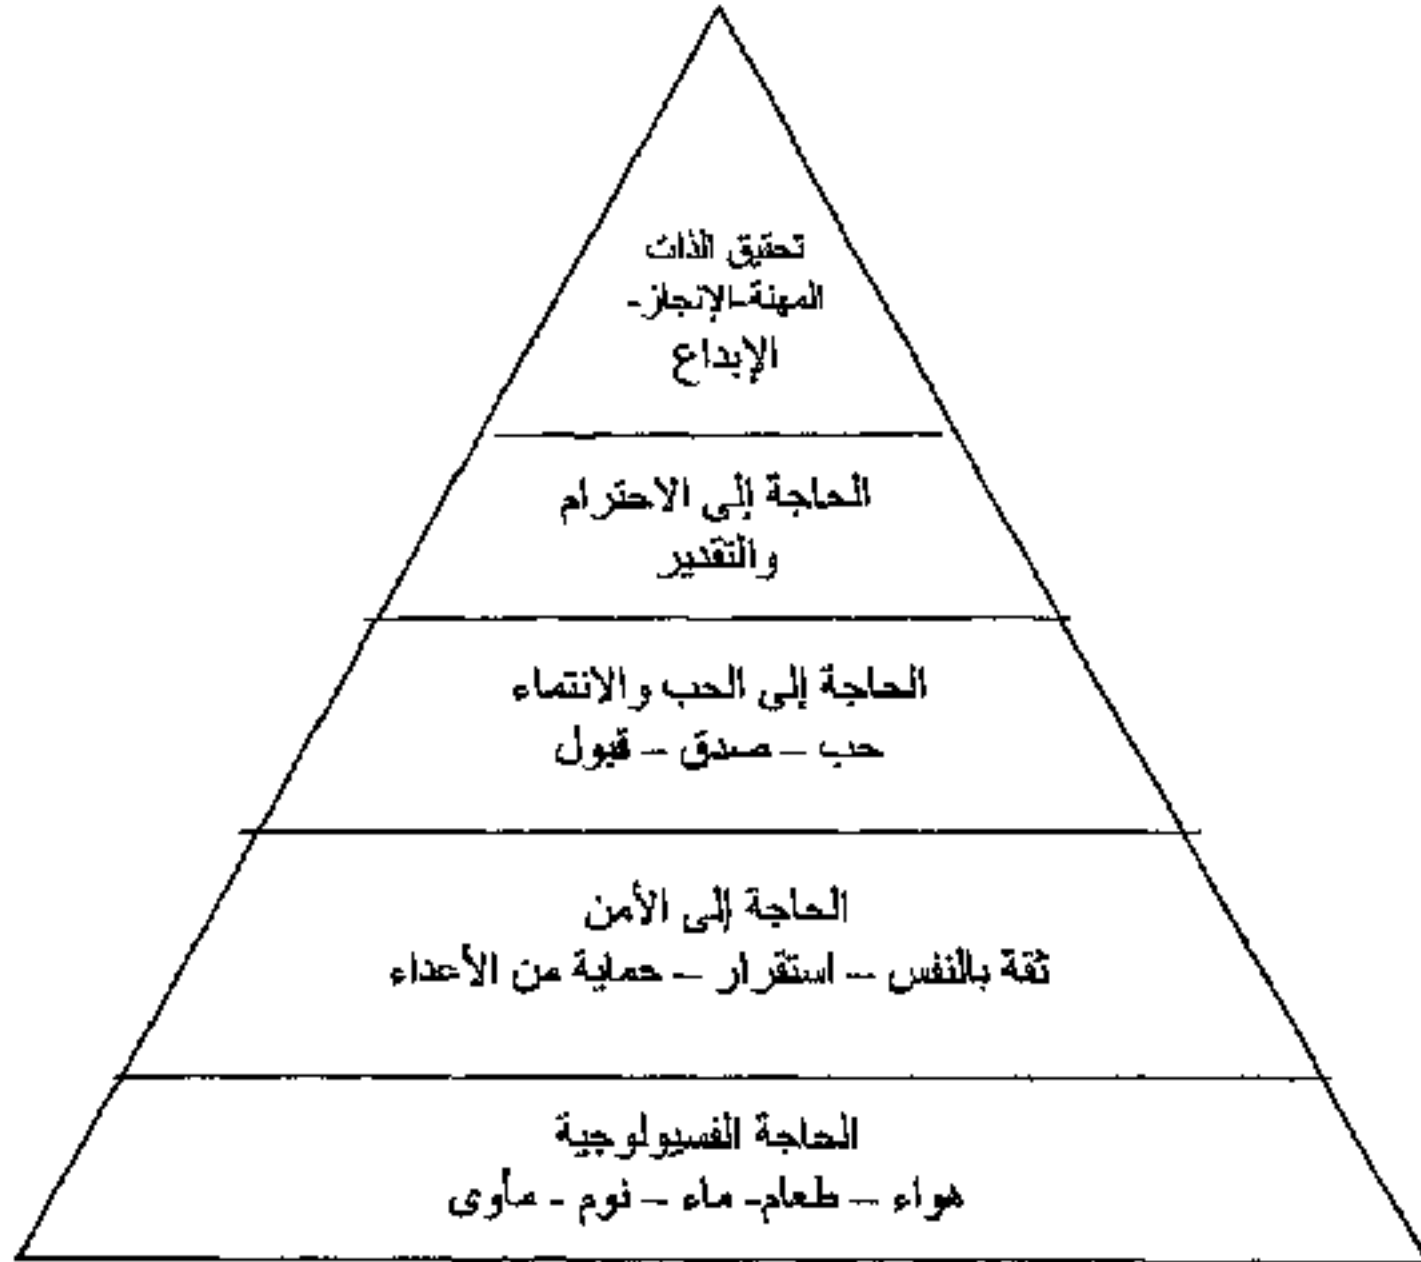 تحقيق الذات
المهنة-الإنجاز-
الإبداع
الحاجة إلى الاحترام
والتقدير
الحاجة إلى الحب والانتماء
حب – صدق – قبول
الحاجة إلى الأمن
ثقة بالنفس – استقرار – حماية من الأعداء
الحاجة الفسيولوجية
هواء – طعام- ماء – نوم - مأوى